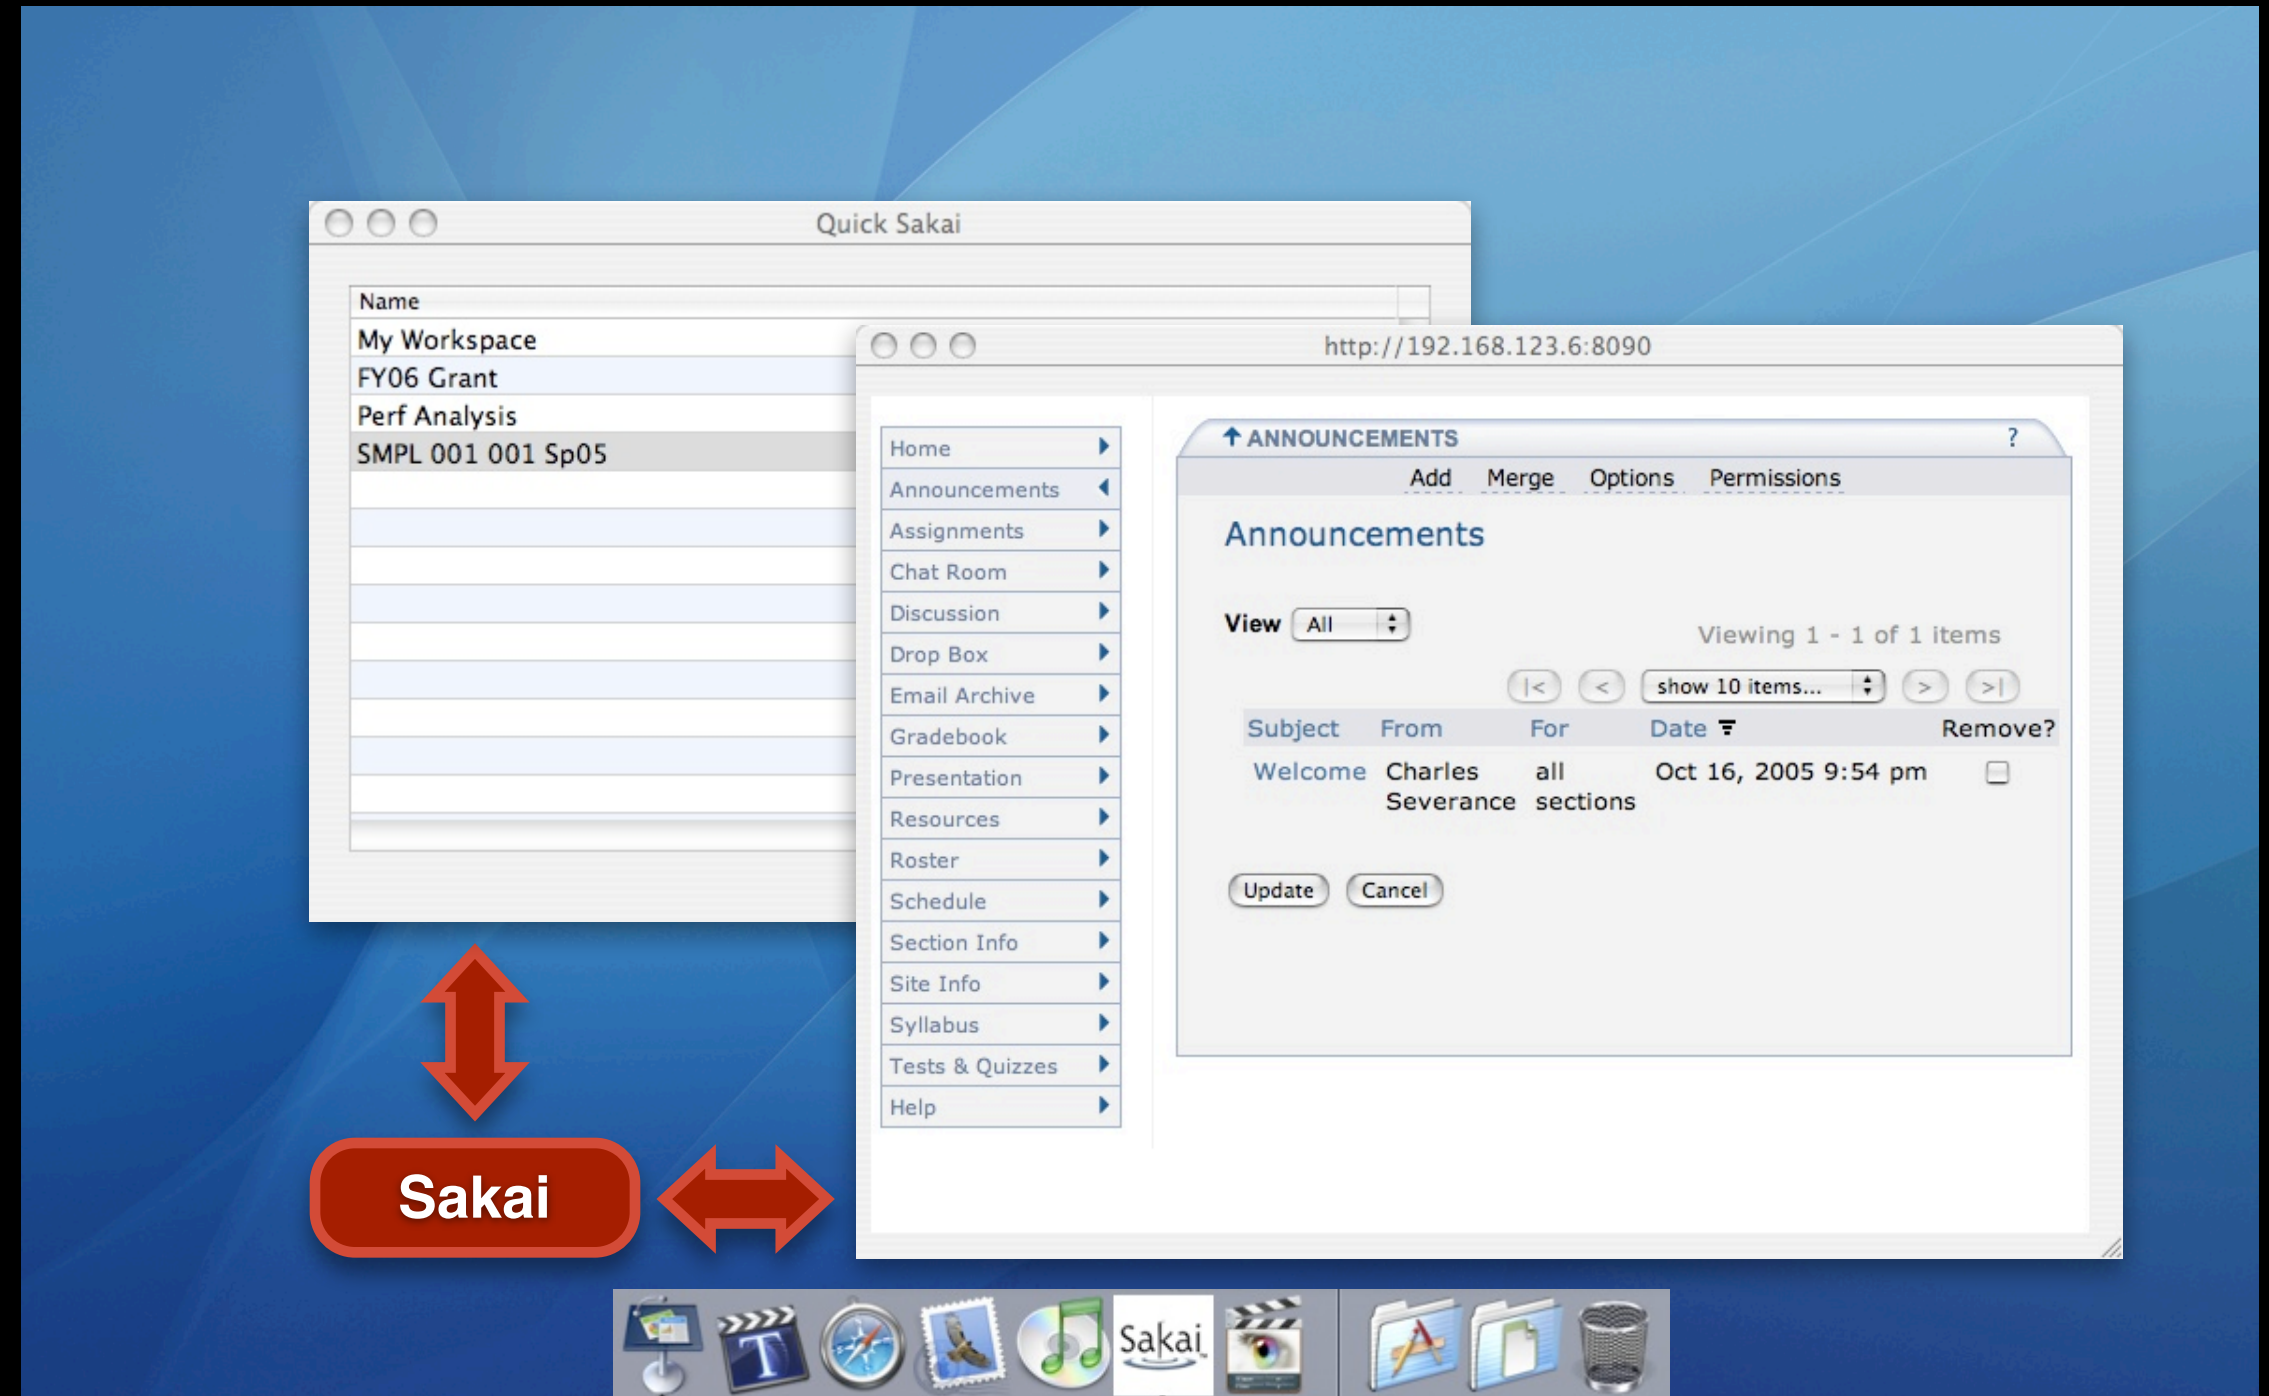 Quick Sakai
Name
My Workspace
FY06 Grant
Perf Analysis
SMPL 001 001 Sp05
http://192.168.123.6:8090
Home
Announcements
Assignments
Chat Room
Discussion
Drop Box
Email Archive
Gradebook
Presentation
Resources
Roster
Schedule
Section Info
Site Info
Syllabus
Tests & Quizzes
Help
ANNOUNCEMENTS ?
Add Merge Options Permissions
Announcements
View All
Viewing 1 - 1 of 1 items
|< < show 10 items... > >|
Subject From For Date Remove?
Welcome Charles all Oct 16, 2005 9:54 pm
Severance sections
Update Cancel
Sakai
T
Sakai